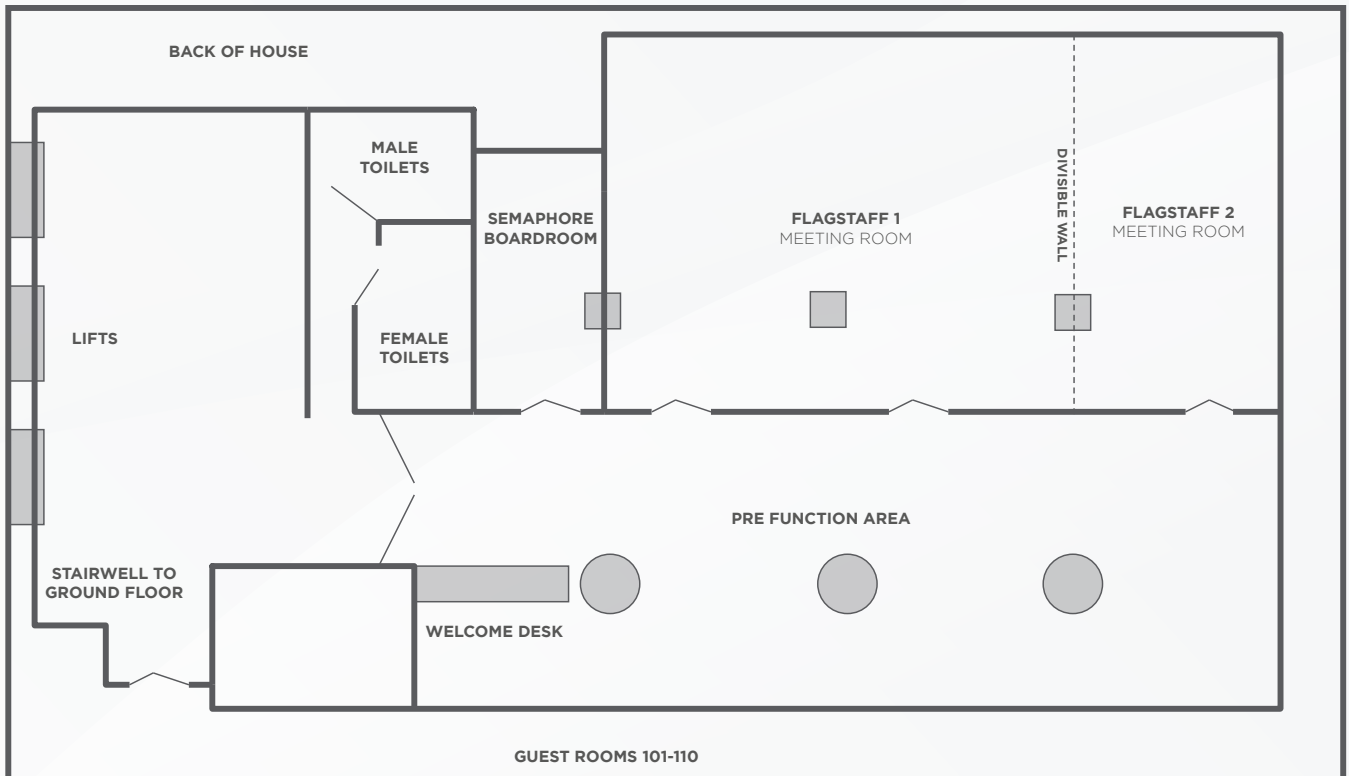 BACK OF HOUSE
MALE
TOILETS
SEMAPHORE
BOARDROOM
FLAGSTAFF 1
MEETING ROOM
DIVISIBLE WALL
FLAGSTAFF 2
MEETING ROOM
LIFTS
FEMALE
TOILETS
PRE FUNCTION AREA
STAIRWELL TO
GROUND FLOOR
WELCOME DESK
GUEST ROOMS 101-110